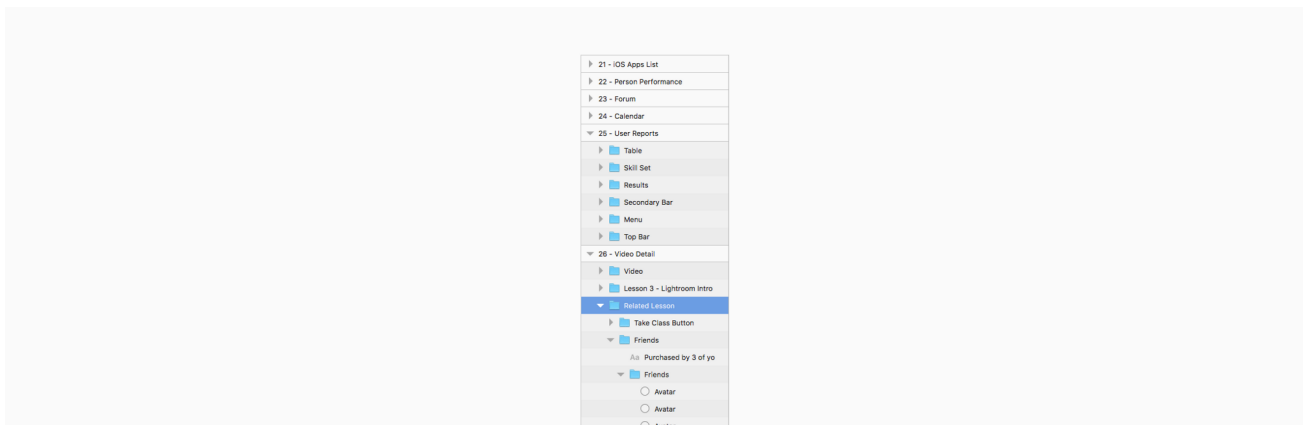 21 - iOS Apps List
22 - Person Performance
23 - Forum
24 - Calendar
25 - User Reports
Table
Skill Set
Results
Secondary Bar
Menu
Top Bar
26 - Video Detail
Video
Lesson 3 - Lightroom Intro
Related Lesson
Take Class Button
Friends
Aa Purchased by 3 of yo
Friends
Avatar
Avatar